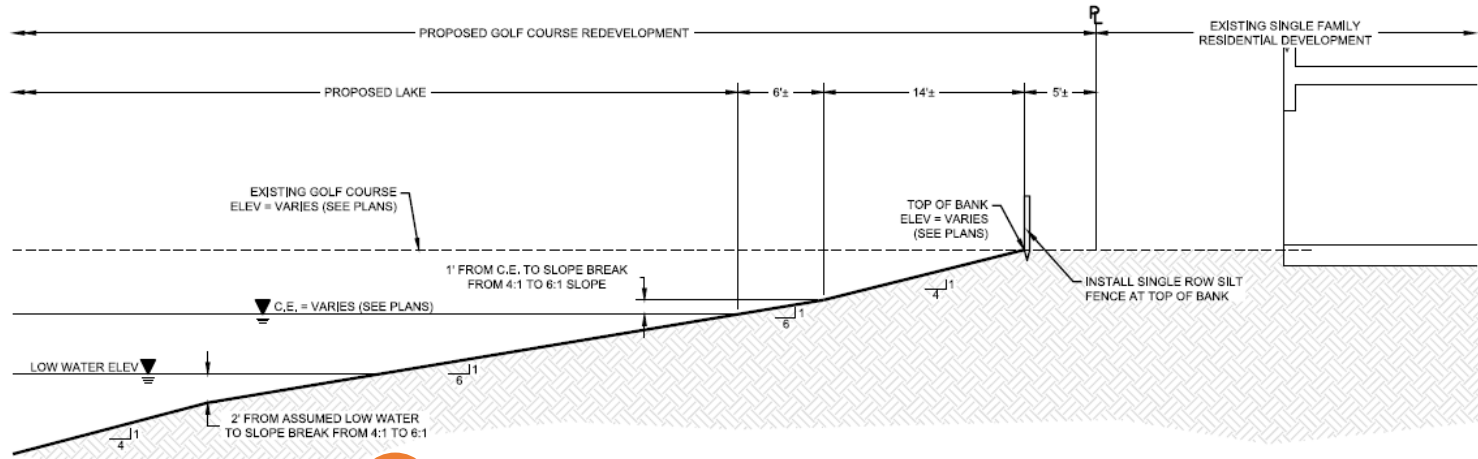 PL
PROPOSED GOLF COURSE REDEVELOPMENT
EXISTING SINGLE FAMILY
RESIDENTIAL DEVELOPMENT
PROPOSED LAKE
6'±
14'±
5'±
EXISTING GOLF COURSE
ELEV = VARIES (SEE PLANS)
TOP OF BANK
ELEV = VARIES
(SEE PLANS)
1' FROM C.E. TO SLOPE BREAK
FROM 4:1 TO 6:1 SLOPE
INSTALL SINGLE ROW SILT
FENCE AT TOP OF BANK
1
4
C.E. = VARIES (SEE PLANS)
1
6
LOW WATER ELEV
1
6
2' FROM ASSUMED LOW WATER
TO SLOPE BREAK FROM 4:1 TO 6:1
1
4